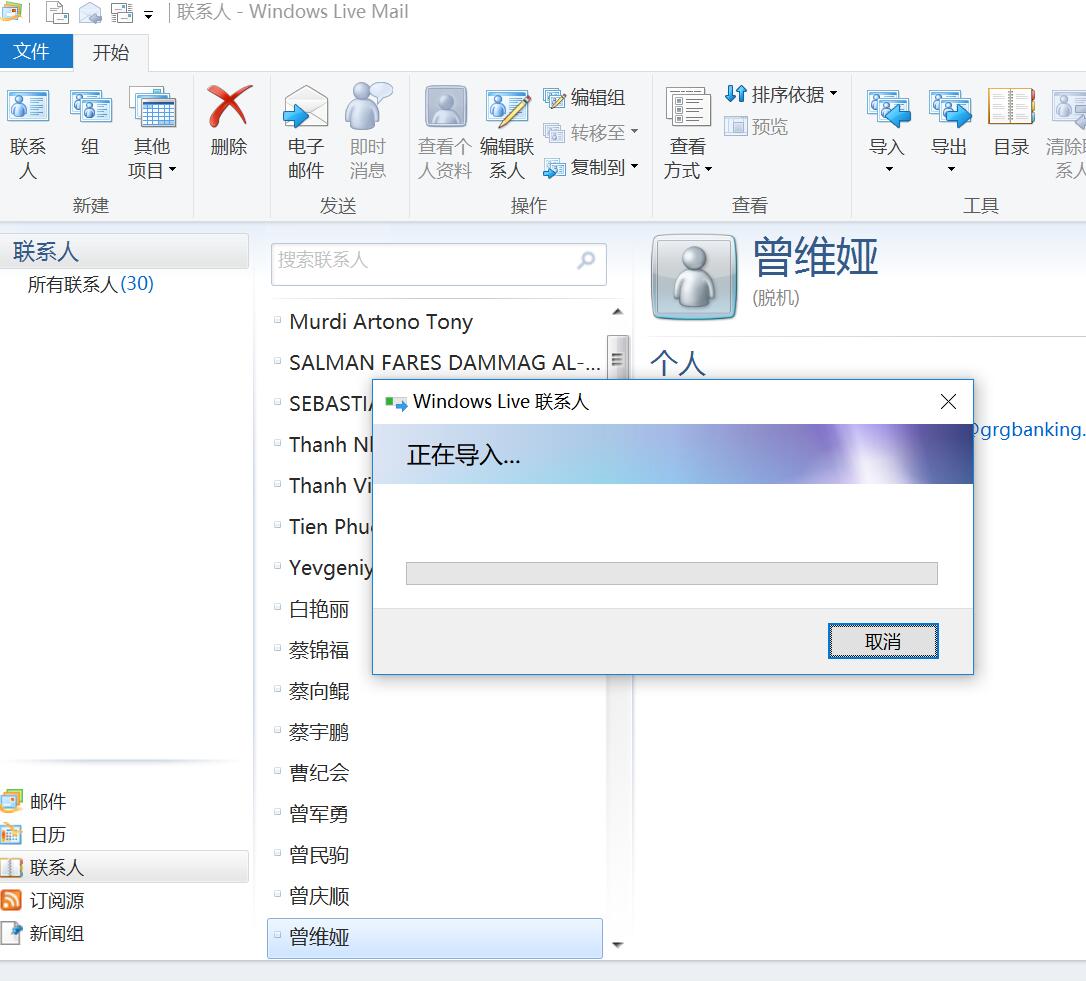 联系人 - Windows Live Mail
文件
开始
联系人
组
其他项目
删除
电子邮件
即时消息
查看个人资料
编辑联系人
编辑组
转移至
复制到
查看方式
排序依据
预览
导入
导出
目录
清除
系人
新建
发送
操作
查看
工具
联系人
所有联系人 (30)
搜索联系人
曾维娅
(脱机)
个人
@grgbanking.
Murdi Artono Tony
SALMAN FARES DAMMAG AL-...
SEBASTIA
Thanh N
Thanh Vi
Tien Phu
Yevgeniy
白艳丽
蔡锦福
蔡向鲲
蔡宇鹏
曹纪会
曾军勇
曾民驹
曾庆顺
曾维娅
Windows Live 联系人
正在导入...
取消
邮件
日历
联系人
订阅源
新闻组